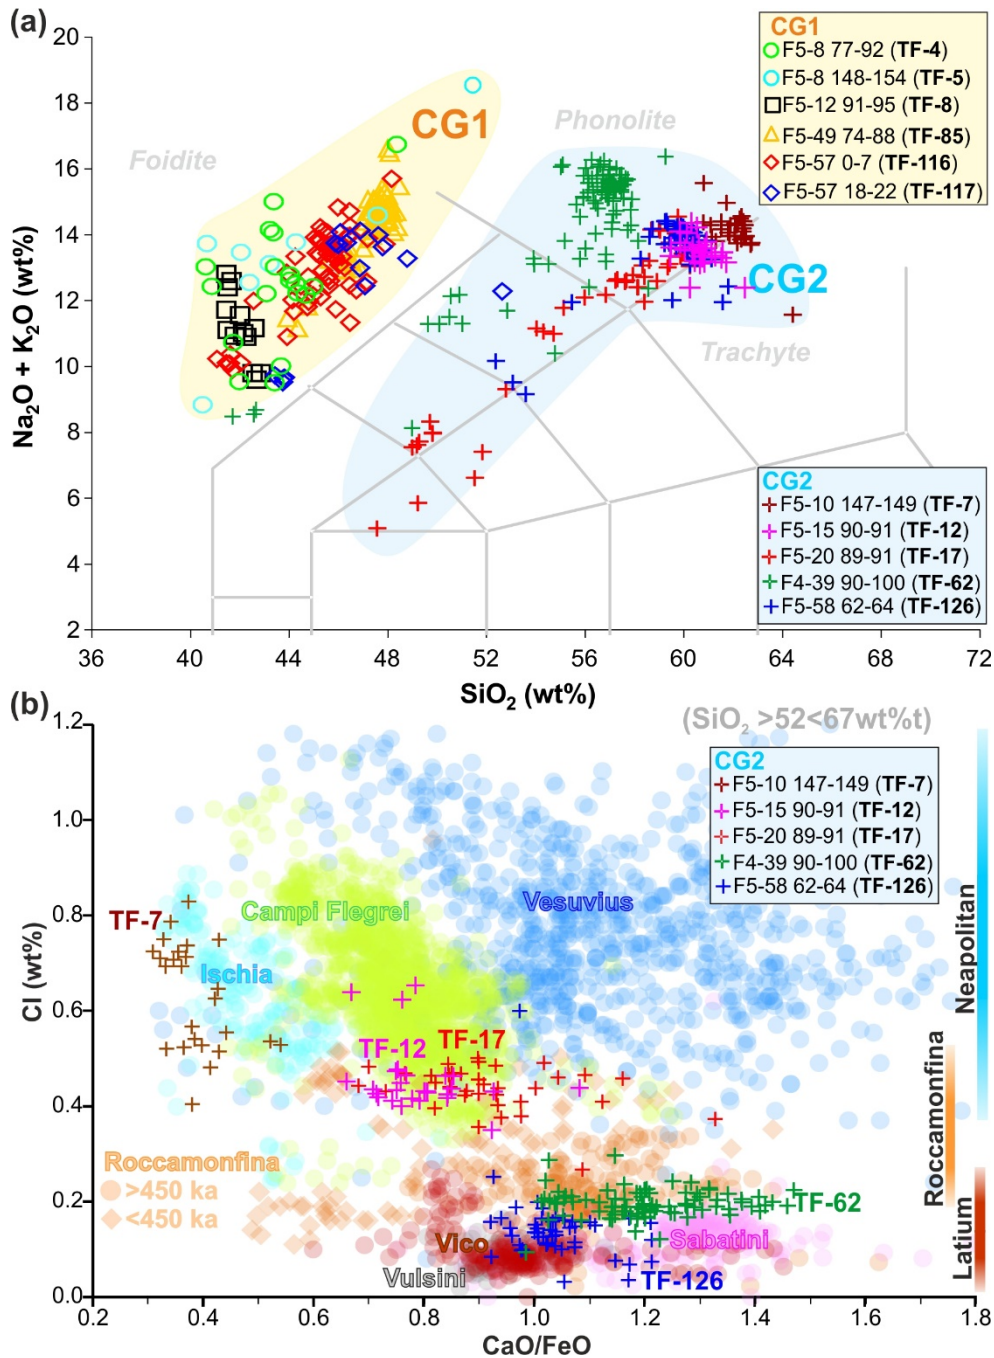 (a)
20
18
16
14
12
10
8
6
4
2
Na₂O + K₂O (wt%)
36
40
44
48
52
56
60
64
68
72
SiO₂ (wt%)
Foidite
CG1
Phonolite
CG2
Trachyte
CG1
F5-8 77-92 (TF-4)
F5-8 148-154 (TF-5)
F5-12 91-95 (TF-8)
F5-49 74-88 (TF-85)
F5-57 0-7 (TF-116)
F5-57 18-22 (TF-117)
CG2
F5-10 147-149 (TF-7)
F5-15 90-91 (TF-12)
F5-20 89-91 (TF-17)
F4-39 90-100 (TF-62)
F5-58 62-64 (TF-126)
(b)
1.2
1.0
0.8
0.6
0.4
0.2
0.0
Cl (wt%)
0.2
0.4
0.6
0.8
1.0
1.2
1.4
1.6
1.8
CaO/FeO
(SiO₂ >52<67wt%t)
CG2
F5-10 147-149 (TF-7)
F5-15 90-91 (TF-12)
F5-20 89-91 (TF-17)
F4-39 90-100 (TF-62)
F5-58 62-64 (TF-126)
Campi Flegrei
Vesuvius
TF-7
Ischia
TF-12
TF-17
Roccamonfina
>450 ka
<450 ka
TF-62
Vico
Sabatini
Vulsini
TF-126
Neapolitan
Roccamonfina
Latium